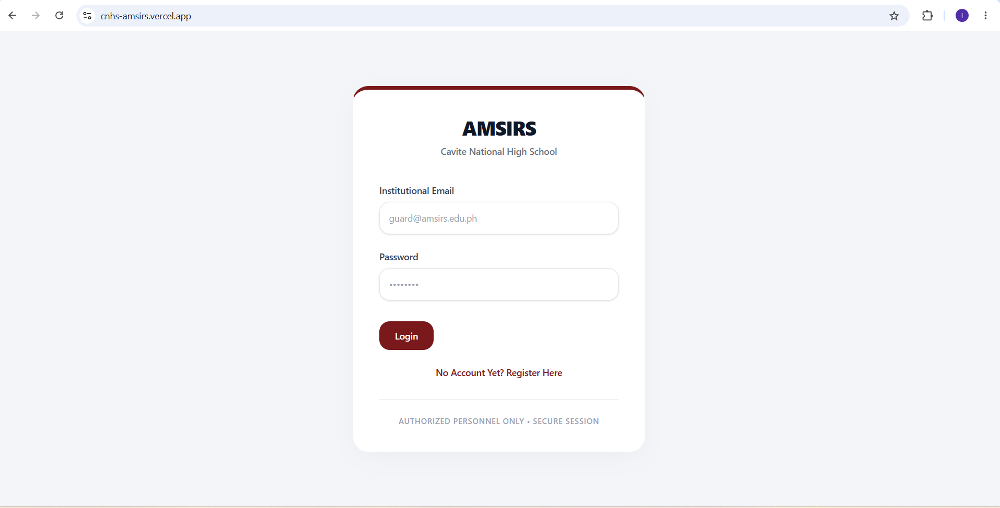 cnhs-amsirs.vercel.app
I
AMSIRS
Cavite National High School
Institutional Email
guard@amsirs.edu.ph
Password
••••••••
Login
No Account Yet? Register Here
AUTHORIZED PERSONNEL ONLY • SECURE SESSION